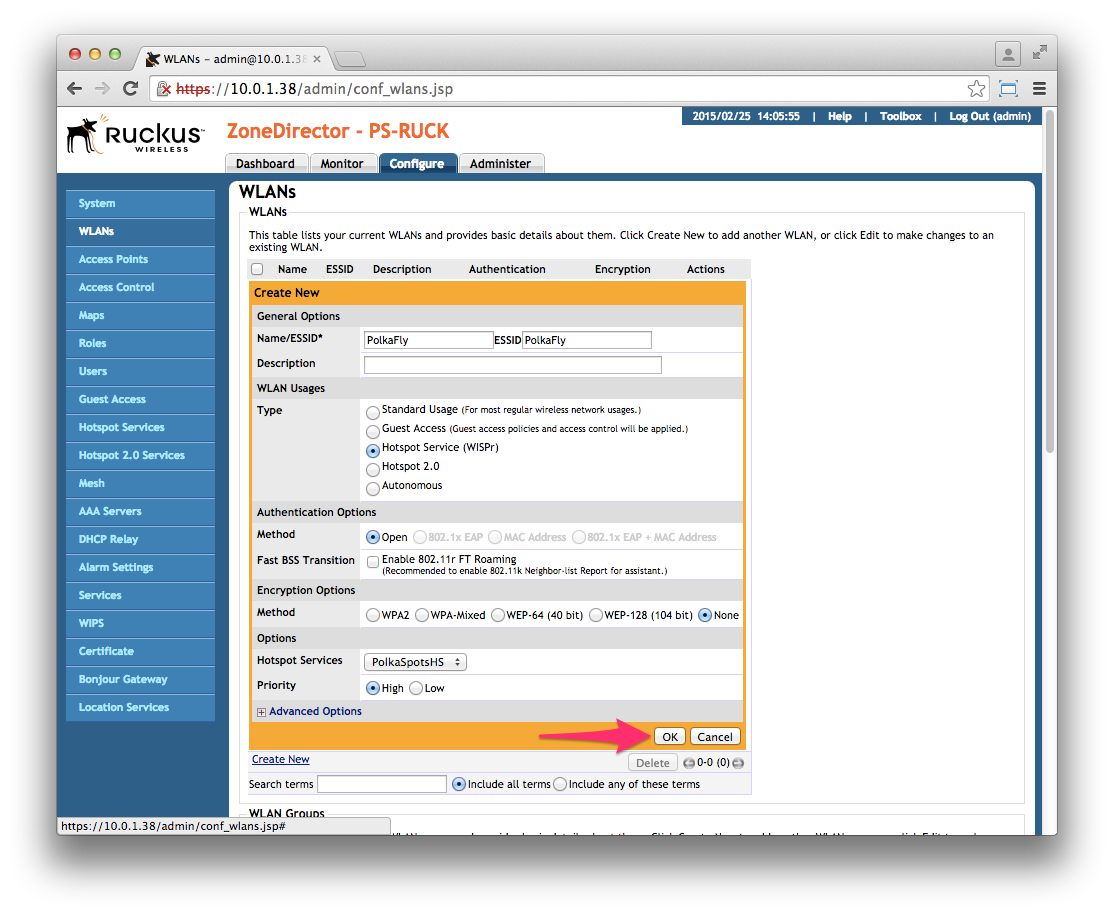 WLANs – admin@10.0.1.38
https://10.0.1.38/admin/conf_wlans.jsp
RUCKUS™
WIRELESS
ZoneDirector - PS-RUCK
2015/02/25 14:05:55 | Help | Toolbox | Log Out (admin)
Dashboard Monitor Configure Administer
System
WLANs
Access Points
Access Control
Maps
Roles
Users
Guest Access
Hotspot Services
Hotspot 2.0 Services
Mesh
AAA Servers
DHCP Relay
Alarm Settings
Services
WIPS
Certificate
Bonjour Gateway
Location Services
WLANs
WLANs
This table lists your current WLANs and provides basic details about them. Click Create New to add another WLAN, or click Edit to make changes to an
existing WLAN.
Name ESSID Description Authentication Encryption Actions
Create New
General Options
Name/ESSID* PolkaFly ESSID PolkaFly
Description
WLAN Usages
Type Standard Usage (For most regular wireless network usages.)
Guest Access (Guest access policies and access control will be applied.)
Hotspot Service (WISPr)
Hotspot 2.0
Autonomous
Authentication Options
Method Open 802.1x EAP MAC Address 802.1x EAP + MAC Address
Fast BSS Transition Enable 802.11r FT Roaming
(Recommended to enable 802.11k Neighbor-list Report for assistant.)
Encryption Options
Method WPA2 WPA-Mixed WEP-64 (40 bit) WEP-128 (104 bit) None
Options
Hotspot Services PolkaSpotsHS
Priority High Low
Advanced Options
OK Cancel
Create New Delete 0-0 (0)
Search terms Include all terms Include any of these terms
WLAN Groups
https://10.0.1.38/admin/conf_wlans.jsp#